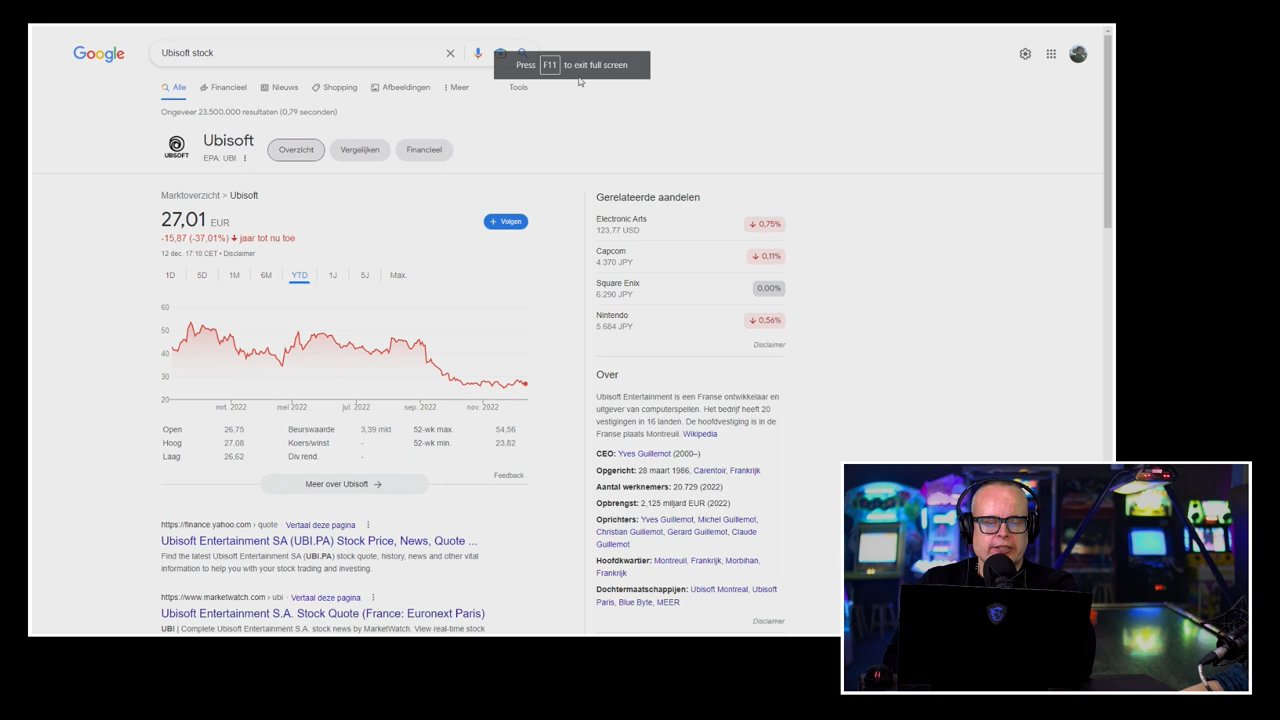 Google
Ubisoft stock
Press F11 to exit full screen
Alle Financieel Nieuws Shopping Afbeeldingen Meer Tools
Ongeveer 23.500.000 resultaten (0,79 seconden)
UBISOFT
Ubisoft
EPA: UBI
Overzicht Vergelijken Financieel
Marktoverzicht > Ubisoft
27,01 EUR
+ Volgen
-15,87 (-37,01%) jaar tot nu toe
12 dec. 17:10 CET • Disclaimer
1D 5D 1M 6M YTD 1J 5J Max.
60
50
40
30
20
mrt. 2022 mei 2022 jul. 2022 sep. 2022 nov. 2022
Open 26,75 Beurswaarde 3,39 mld. 52-wk max. 54,56
Hoog 27,08 Koers/winst - 52-wk min. 23,82
Laag 26,62 Div.rend. -
Feedback
Meer over Ubisoft
https://finance.yahoo.com › quote Vertaal deze pagina
Ubisoft Entertainment SA (UBI.PA) Stock Price, News, Quote ...
Find the latest Ubisoft Entertainment SA (UBI.PA) stock quote, history, news and other vital
information to help you with your stock trading and investing.
https://www.marketwatch.com › ubi Vertaal deze pagina
Ubisoft Entertainment S.A. Stock Quote (France: Euronext Paris)
UBI | Complete Ubisoft Entertainment S.A. stock news by MarketWatch. View real-time stock
Gerelateerde aandelen
Electronic Arts
123,77 USD
0,75%
Capcom
4.370 JPY
0,11%
Square Enix
6.290 JPY
0,00%
Nintendo
5.684 JPY
0,56%
Disclaimer
Over
Ubisoft Entertainment is een Franse ontwikkelaar en
uitgever van computerspellen. Het bedrijf heeft 20
vestigingen in 16 landen. De hoofdvestiging is in de
Franse plaats Montreuil. Wikipedia
CEO: Yves Guillemot (2000–)
Opgericht: 28 maart 1986, Carentoir, Frankrijk
Aantal werknemers: 20.729 (2022)
Opbrengst: 2,125 miljard EUR (2022)
Oprichters: Yves Guillemot, Michel Guillemot,
Christian Guillemot, Gerard Guillemot, Claude
Guillemot
Hoofdkwartier: Montreuil, Frankrijk, Morbihan,
Frankrijk
Dochtermaatschappijen: Ubisoft Montreal, Ubisoft
Paris, Blue Byte, MEER
Disclaimer